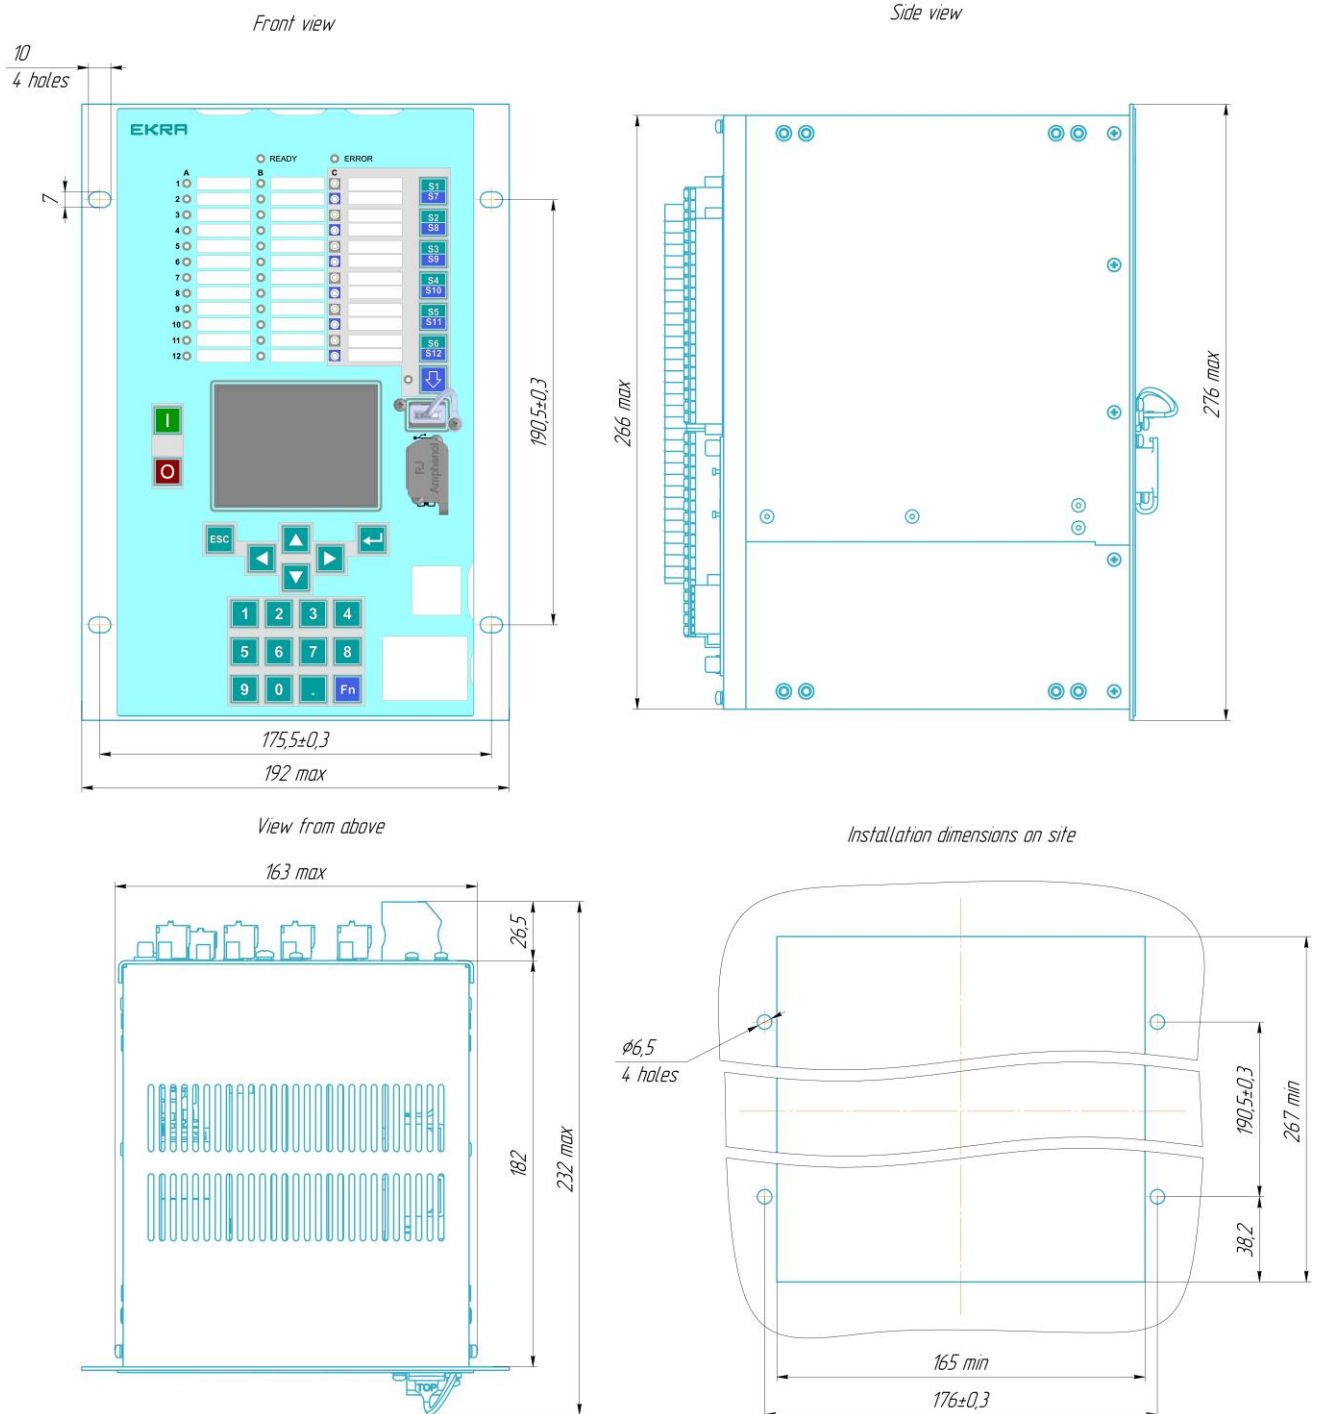 Front view
Side view
10
4 holes
EKRA
READY
ERROR
A
B
C
1
2
3
4
5
6
7
8
9
10
11
12
S1
S7
S2
S8
S3
S9
S4
S10
S5
S11
S6
S12
7
190,5±0,3
266 max
276 max
RJ
Amphenol
ESC
1 2 3 4
5 6 7 8
9 0 . Fn
175,5±0,3
192 max
View from above
Installation dimensions on site
163 max
26,5
182
232 max
TOP
ϕ6,5
4 holes
190,5±0,3
267 min
38,2
165 min
176±0,3